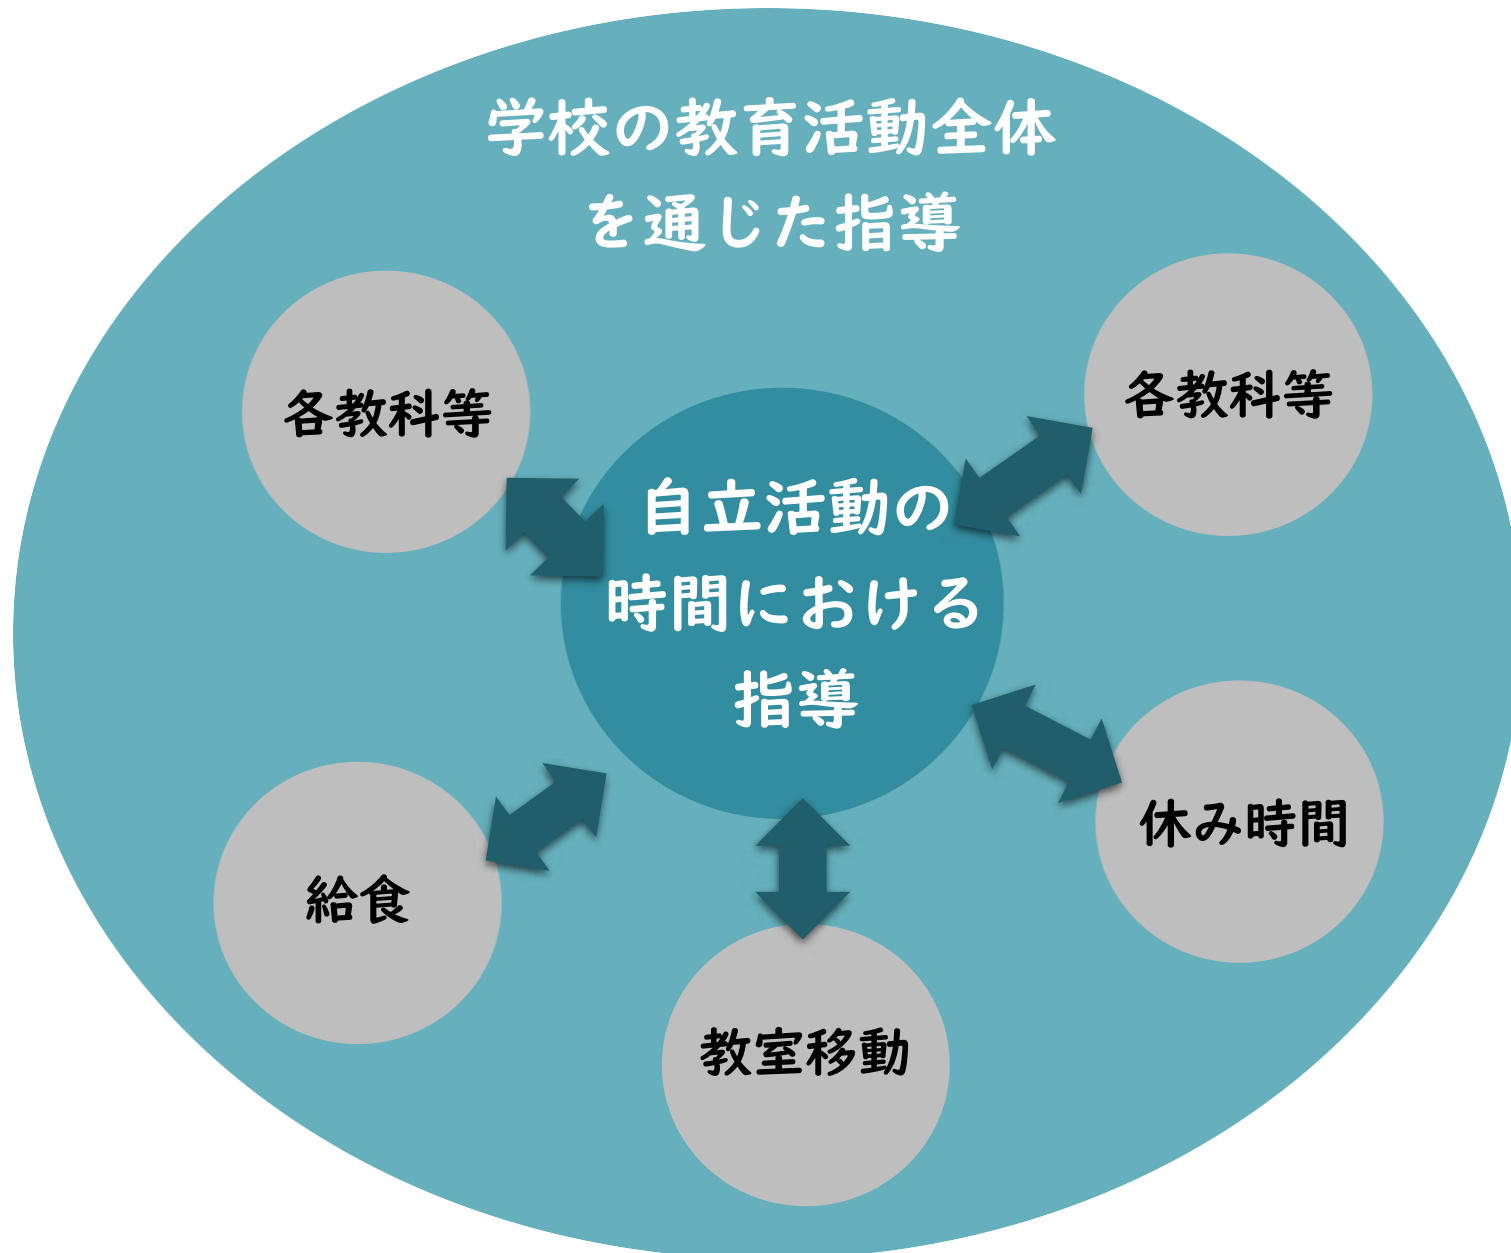 学校の教育活動全体
を通じた指導
各教科等
各教科等
自立活動の
時間における
指導
休み時間
給食
教室移動